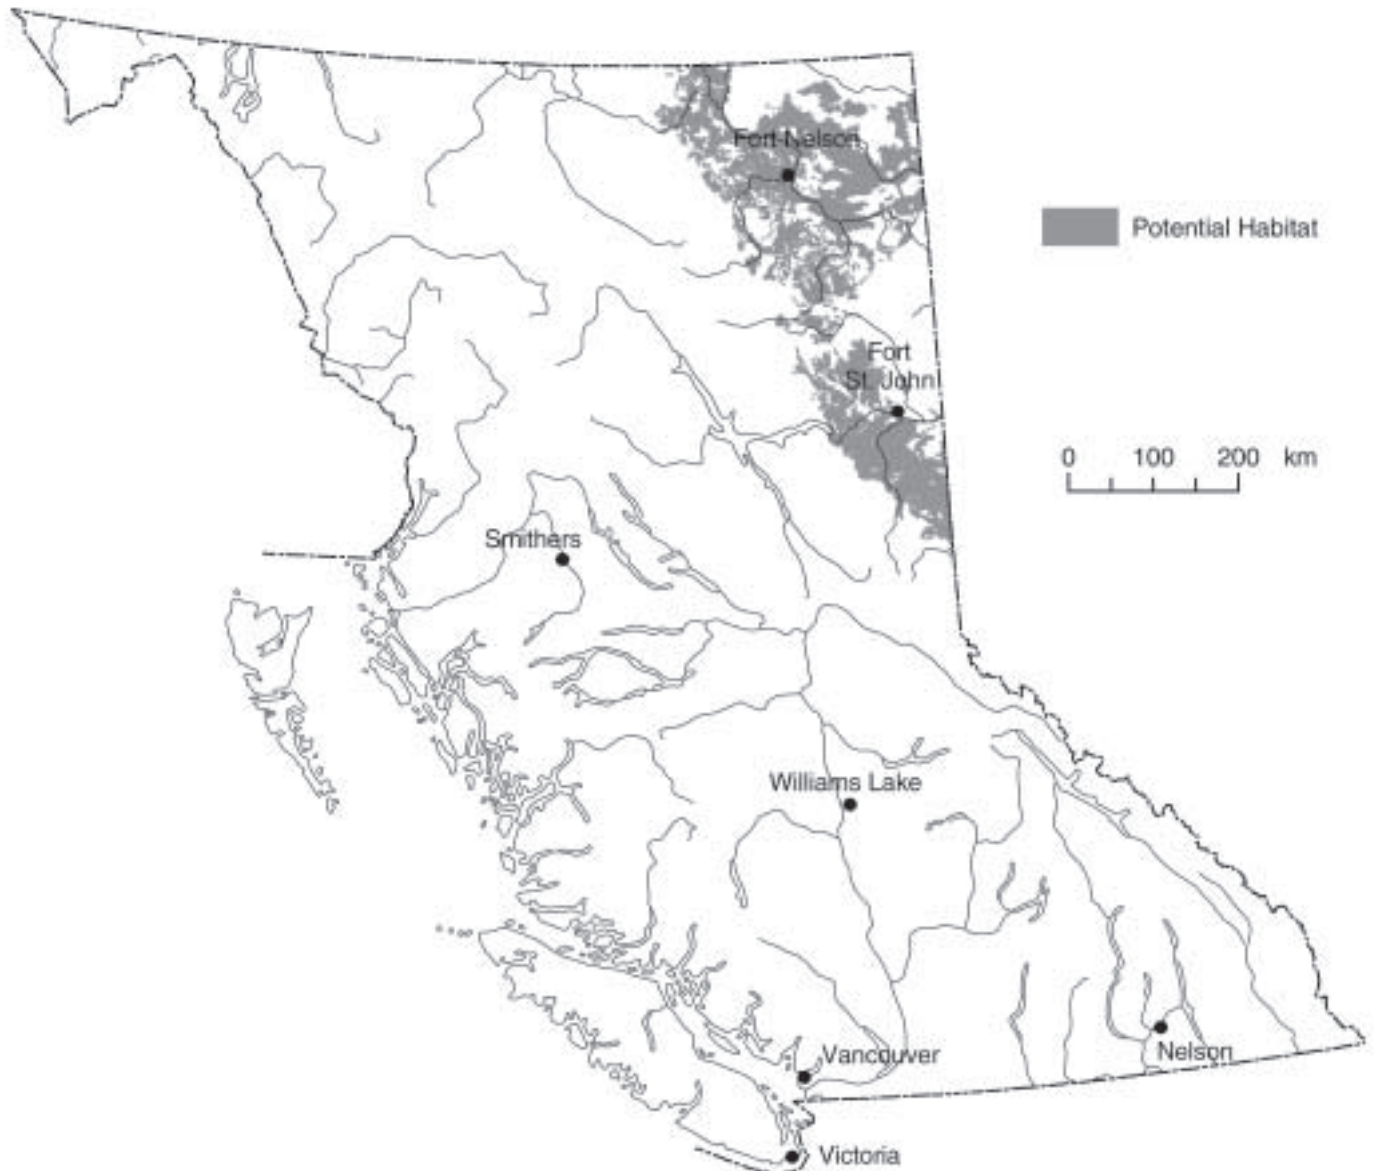 Fort Nelson
Potential Habitat
Fort
St. John
0 100 200 km
Smithers
Williams Lake
Vancouver
Nelson
Victoria